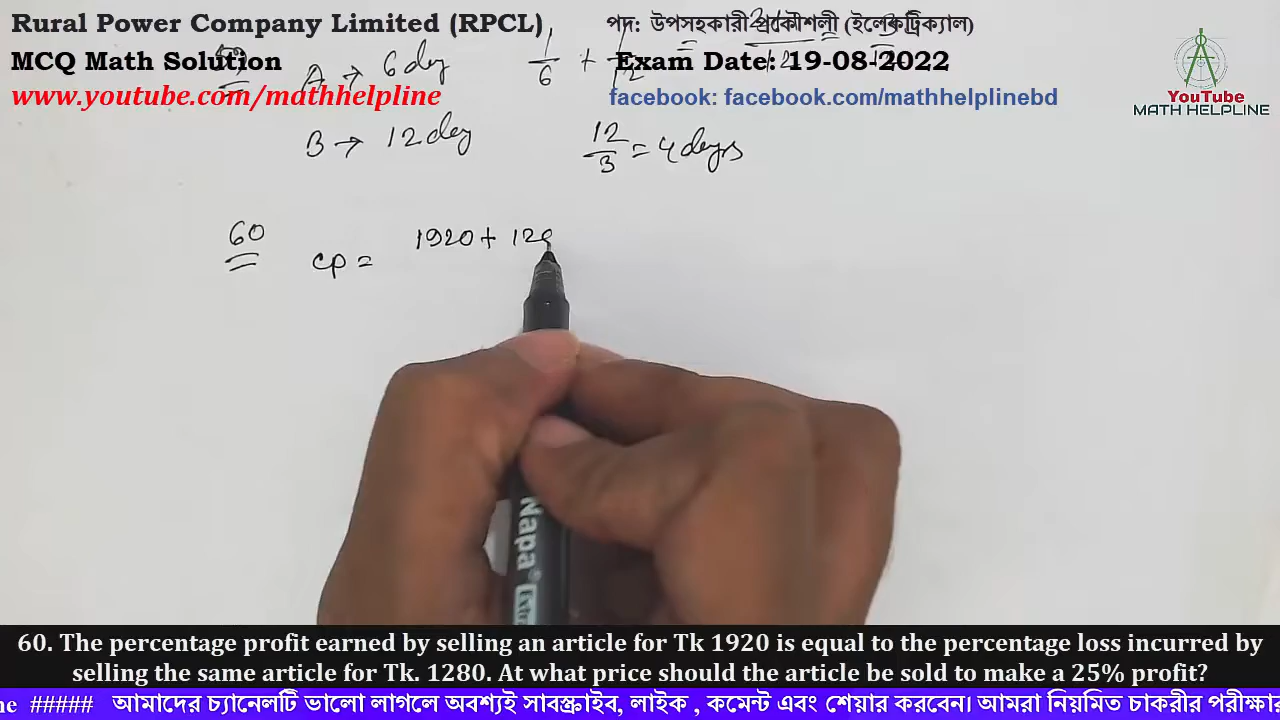 Rural Power Company Limited (RPCL)
পদ: উপসহকারী প্রকৌশলী (ইলেকট্রিক্যাল)
MCQ Math Solution
Exam Date: 19-08-2022
www.youtube.com/mathhelpline
facebook: facebook.com/mathhelplinebd
YouTube
MATH HELPLINE
A → 6 day
1/6 +
B → 12 day
12/3 = 4 days
60
CP = 1920 + 128
Napa
60. The percentage profit earned by selling an article for Tk 1920 is equal to the percentage loss incurred by
selling the same article for Tk. 1280. At what price should the article be sold to make a 25% profit?
##### আমাদের চ্যানেলটি ভালো লাগলে অবশ্যই সাবস্ক্রাইব, লাইক , কমেন্ট এবং শেয়ার করবেন। আমরা নিয়মিত চাকরীর